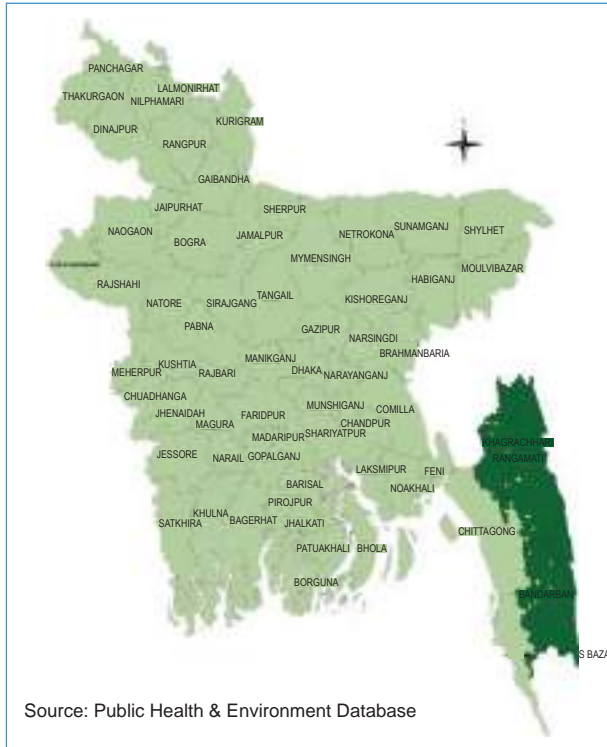 PANCHAGAR
LALMONIRHAT
THAKURGAON
NILPHAMARI
KURIGRAM
DINAJPUR
RANGPUR
GAIBANDHA
JAIPURHAT
SHERPUR
NAOGAON
BOGRA
JAMALPUR
NETROKONA
SUNAMGANJ
SHYLHET
MYMENSINGH
MOULVIBAZAR
HABIGANJ
RAJSHAHI
NATORE
SIRAJGANG
TANGAIL
KISHOREGANJ
PABNA
GAZIPUR
NARSINGDI
BRAHMANBARIA
MEHERPUR
KUSHTIA
RAJBARI
MANIKGANJ
DHAKA
NARAYANGANJ
CHUADHANGA
JHENAIDAH
MAGURA
FARIDPUR
MUNSHIGANJ
COMILLA
CHANDPUR
MADARIPUR
SHARIYATPUR
KHAGRACHHARI
RANGAMATI
JESSORE
NARAIL
GOPALGANJ
LAKSMIPUR
FENI
BARISAL
NOAKHALI
PIROJPUR
KHULNA
SATKHIRA
BAGERHAT
JHALKATI
CHITTAGONG
PATUAKHALI
BHOLA
BORGUNA
BANDARBAN
S BAZA
Source: Public Health & Environment Database